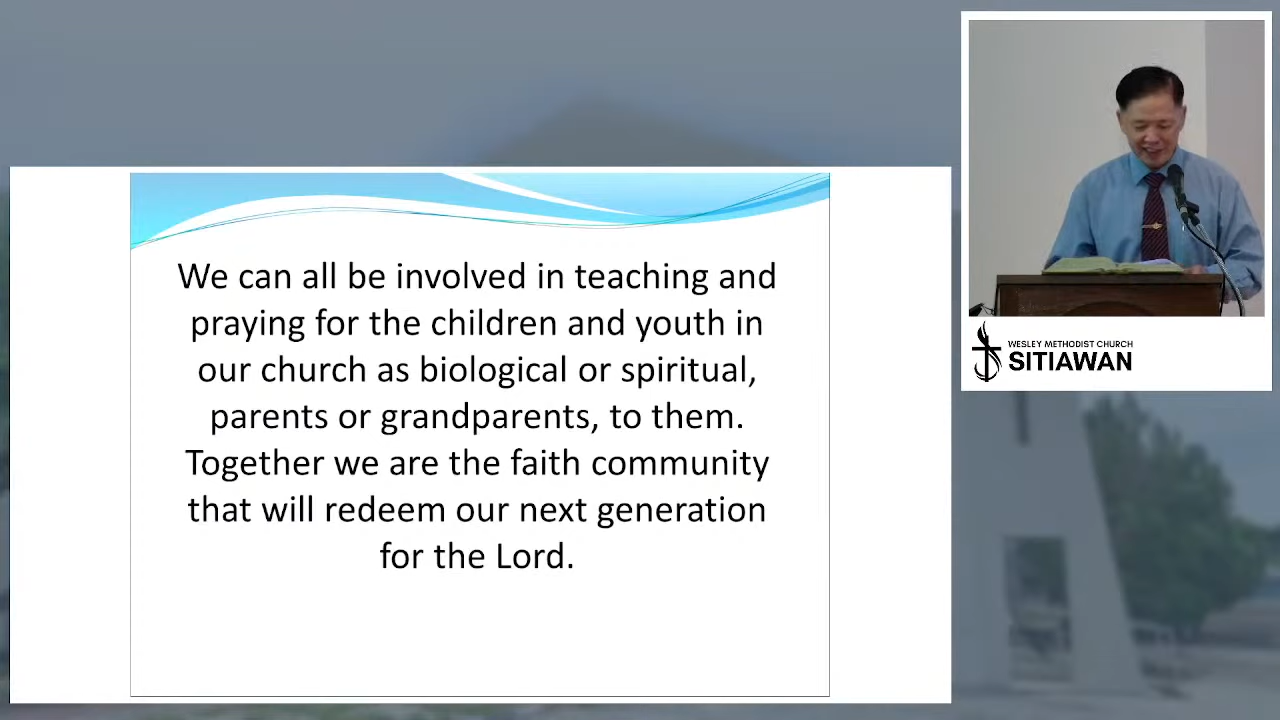 We can all be involved in teaching and
praying for the children and youth in
our church as biological or spiritual,
parents or grandparents, to them.
Together we are the faith community
that will redeem our next generation
for the Lord.
WESLEY METHODIST CHURCH
SITIAWAN